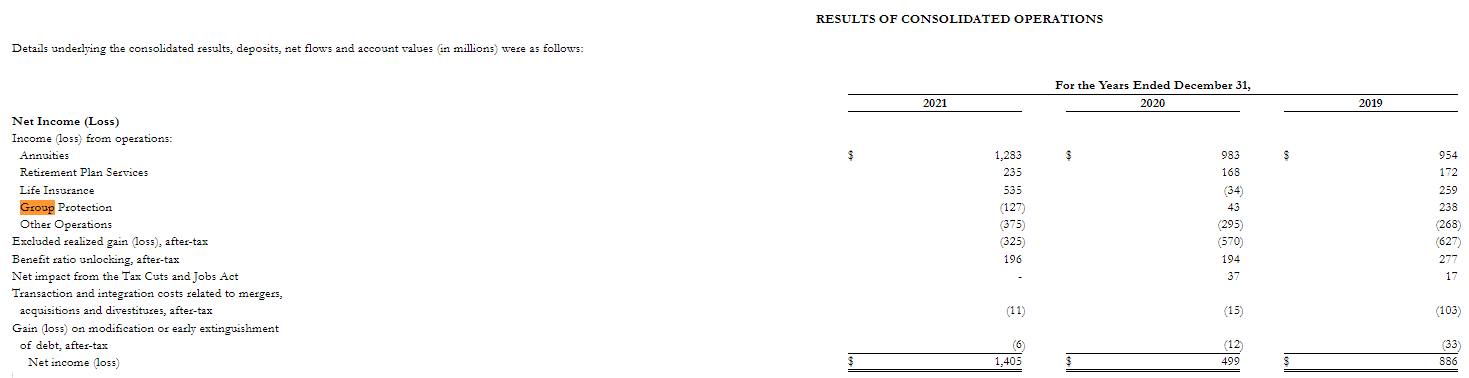 RESULTS OF CONSOLIDATED OPERATIONS
Details underlying the consolidated results, deposits, net flows and account values (in millions) were as follows:
For the Years Ended December 31,
2021 2020 2019
Net Income (Loss)
Income (loss) from operations:
Annuities $ 1,283 $ 983 $ 954
Retirement Plan Services 235 168 172
Life Insurance 535 (34) 259
Group Protection (127) 43 238
Other Operations (375) (295) (268)
Excluded realized gain (loss), after-tax (325) (570) (627)
Benefit ratio unlocking, after-tax 196 194 277
Net impact from the Tax Cuts and Jobs Act - 37 17
Transaction and integration costs related to mergers,
acquisitions and divestitures, after-tax (11) (15) (103)
Gain (loss) on modification or early extinguishment
of debt, after-tax (6) (12) (33)
Net income (loss) $ 1,405 $ 499 $ 886